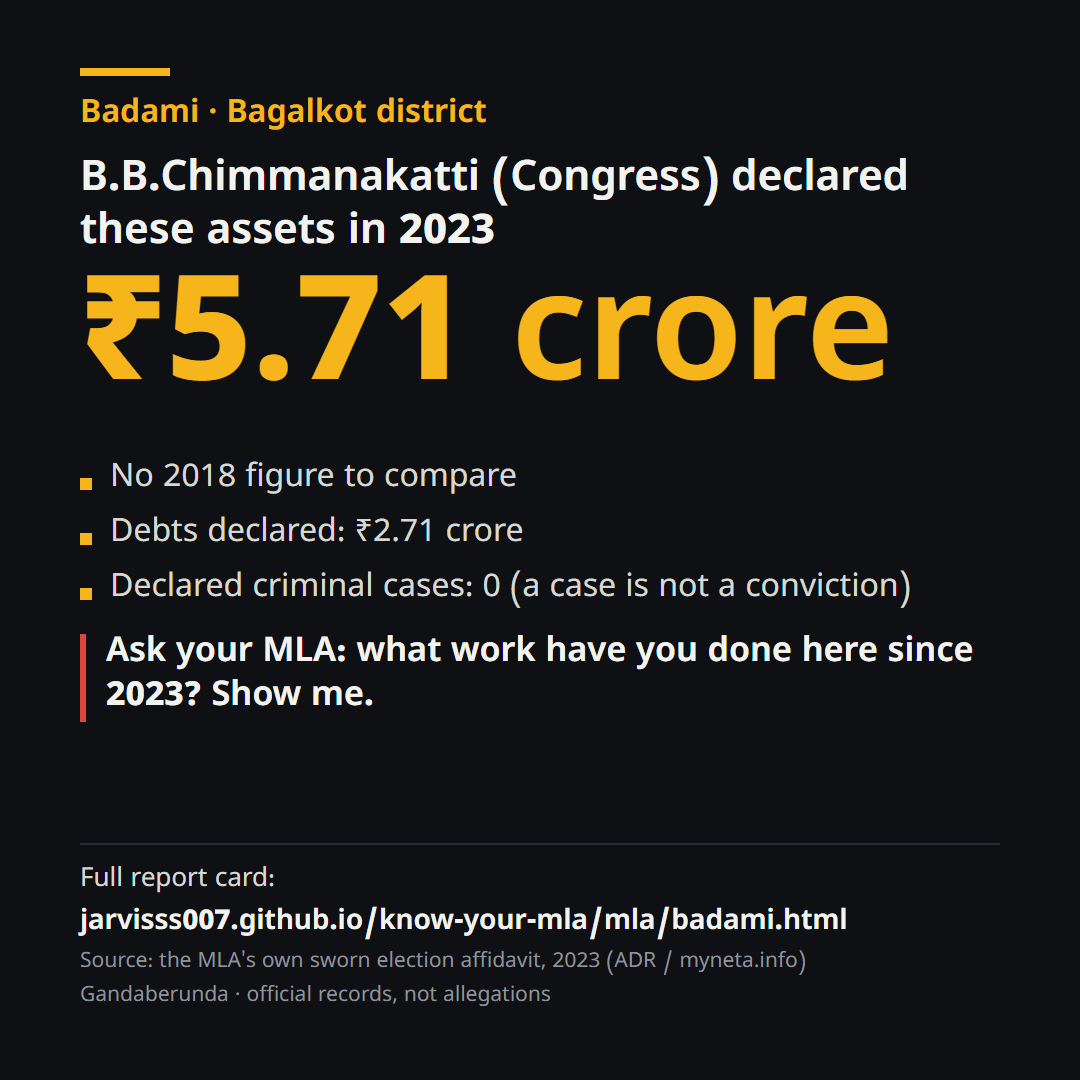 Badami · Bagalkot district
B.B.Chimmanakatti (Congress) declared
these assets in 2023
₹5.71 crore
No 2018 figure to compare
Debts declared: ₹2.71 crore
Declared criminal cases: 0 (a case is not a conviction)
Ask your MLA: what work have you done here since
2023? Show me.
Full report card:
jarvisss007.github.io/know-your-mla/mla/badami.html
Source: the MLA's own sworn election affidavit, 2023 (ADR / myneta.info)
Gandaberunda · official records, not allegations